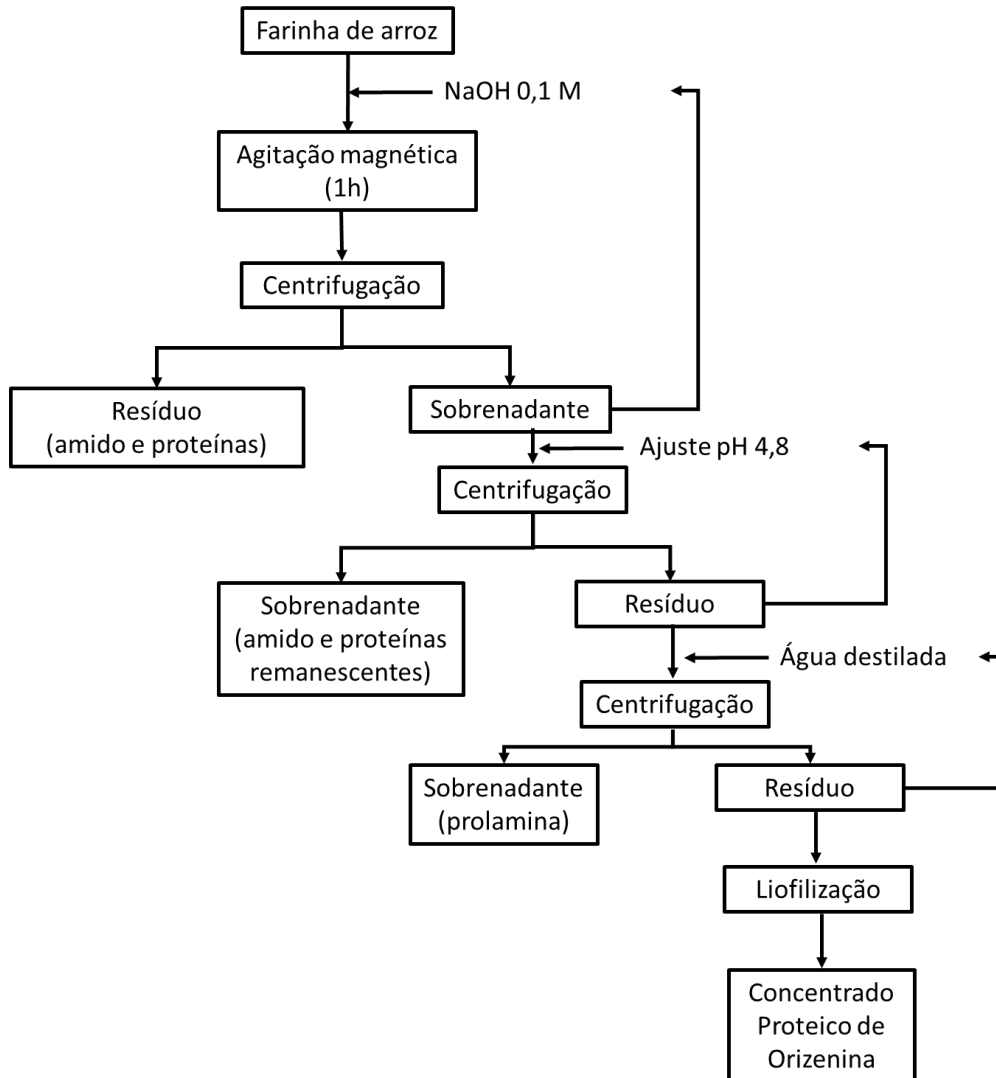 Farinha de arroz
NaOH 0,1 M
Agitação magnética
(1h)
Centrifugação
Resíduo
(amido e proteínas)
Sobrenadante
Ajuste pH 4,8
Centrifugação
Sobrenadante
(amido e proteínas
remanescentes)
Resíduo
Água destilada
Centrifugação
Sobrenadante
(prolamina)
Resíduo
Liofilização
Concentrado
Proteico de
Orizenina